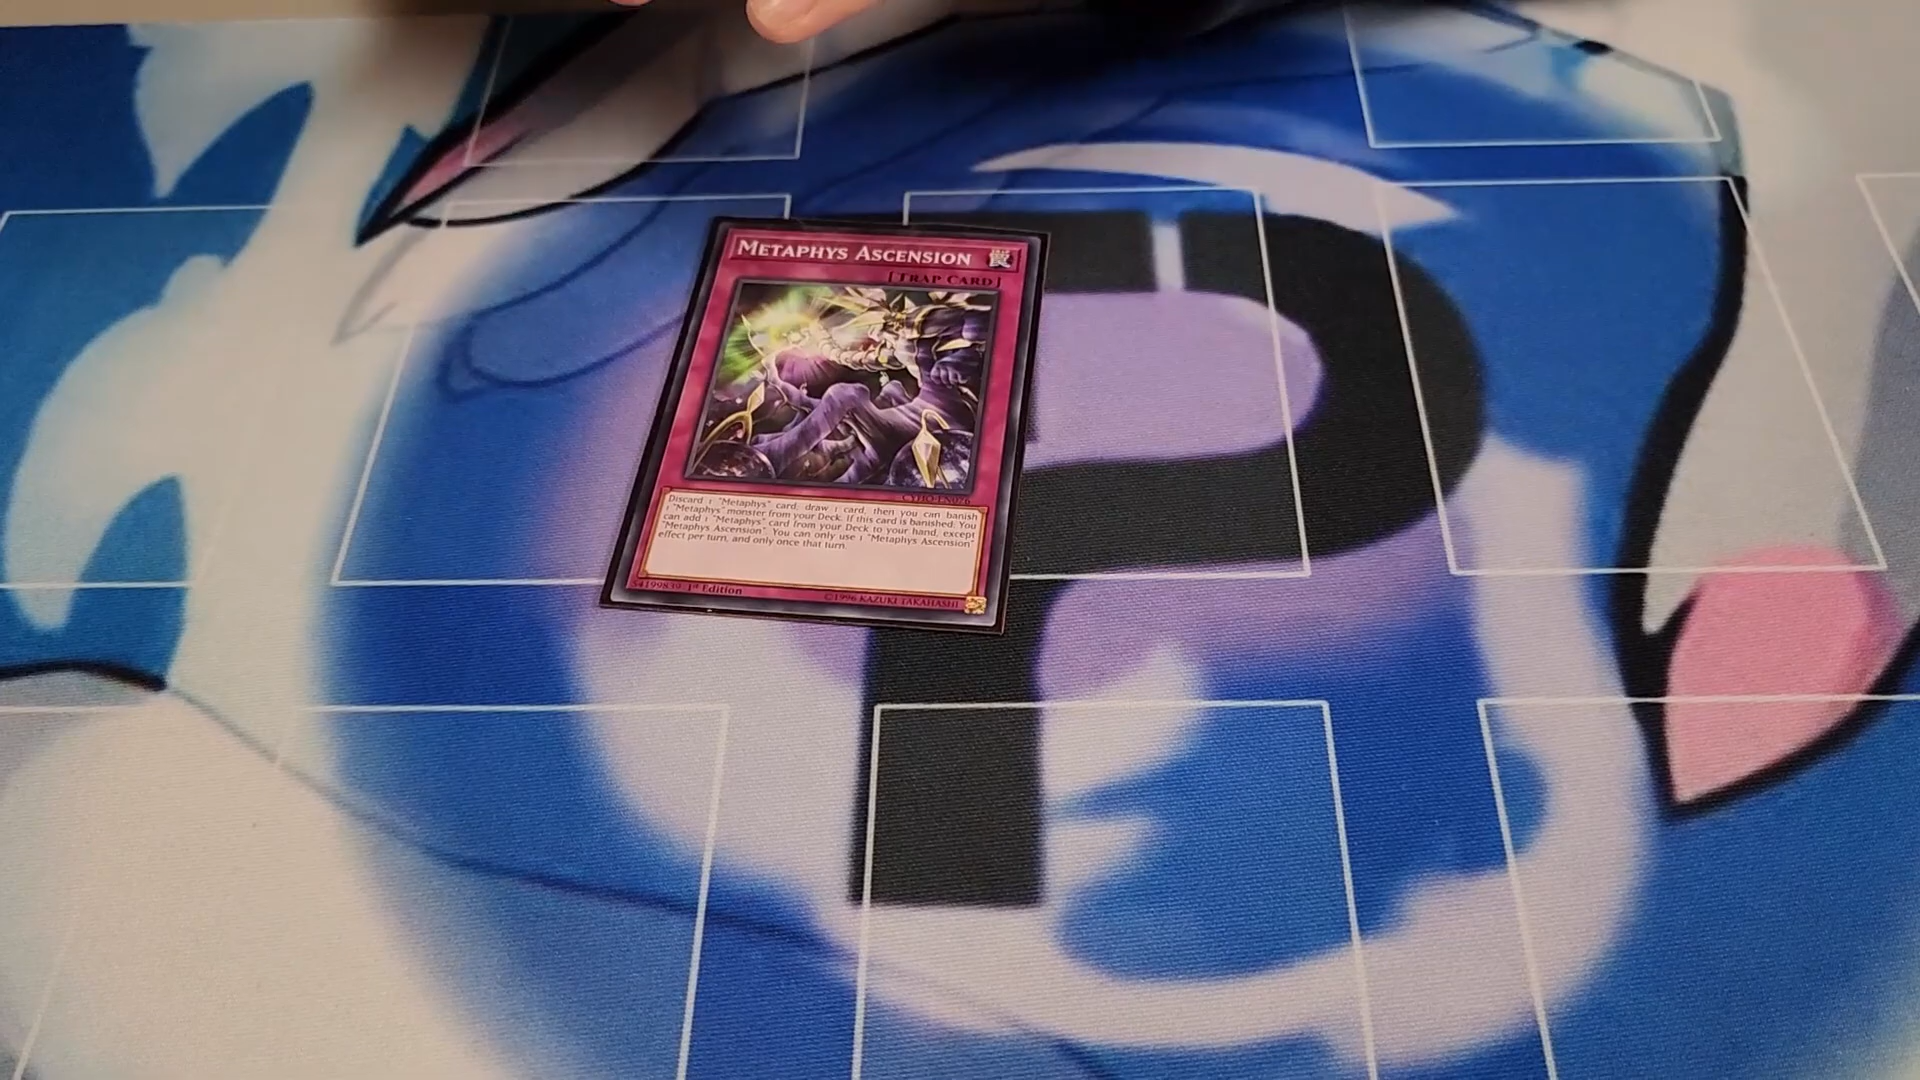 METAPHYS ASCENSION
[TRAP CARD]
CYHO-EN076
Discard 1 "Metaphys" card; draw 1 card, then you can banish
1 "Metaphys" monster from your Deck. If this card is banished: You
can add 1 "Metaphys" card from your Deck to your hand, except
"Metaphys Ascension". You can only use 1 "Metaphys Ascension"
effect per turn, and only once that turn.
54199839 1st Edition
©1996 KAZUKI TAKAHASHI